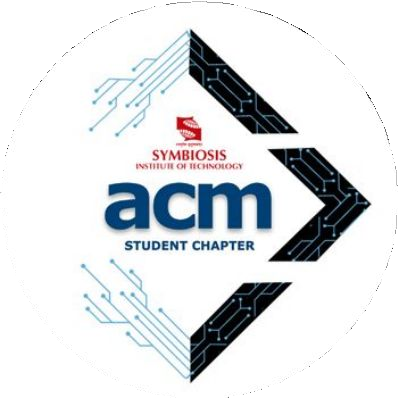 SYMBIOSIS
INSTITUTE OF TECHNOLOGY
acm
STUDENT CHAPTER